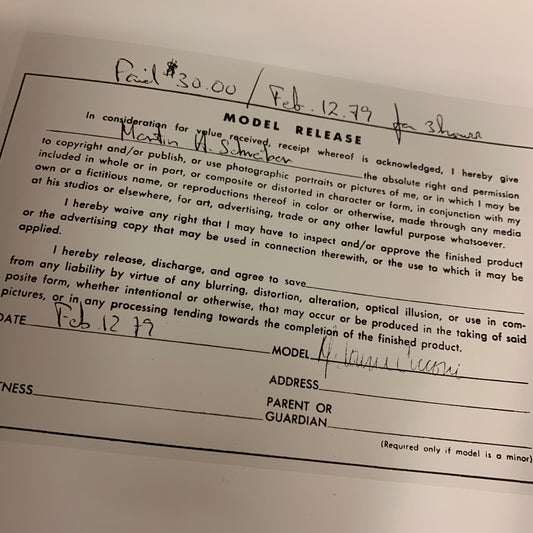 Paid $30.00 / Feb. 12. 79 for 3 hours
MODEL RELEASE
In consideration for value received, receipt whereof is acknowledged, I hereby give
Martin H. Schreiber the absolute right and permission
to copyright and/or publish, or use photographic portraits or pictures of me, or in which I may be
included in whole or in part, or composite or distorted in character or form, in conjunction with my
own or a fictitious name, or reproductions thereof in color or otherwise, made through any media
at his studios or elsewhere, for art, advertising, trade or any other lawful purpose whatsoever.
I hereby waive any right that I may have to inspect and/or approve the finished product
or the advertising copy that may be used in connection therewith, or the use to which it may be
applied.
I hereby release, discharge, and agree to save
from any liability by virtue of any blurring, distortion, alteration, optical illusion, or use in com-
posite form, whether intentional or otherwise, that may occur or be produced in the taking of said
pictures, or in any processing tending towards the completion of the finished product.
DATE Feb. 12 79
MODEL
ADDRESS
NESS
PARENT OR
GUARDIAN
(Required only if model is a minor)